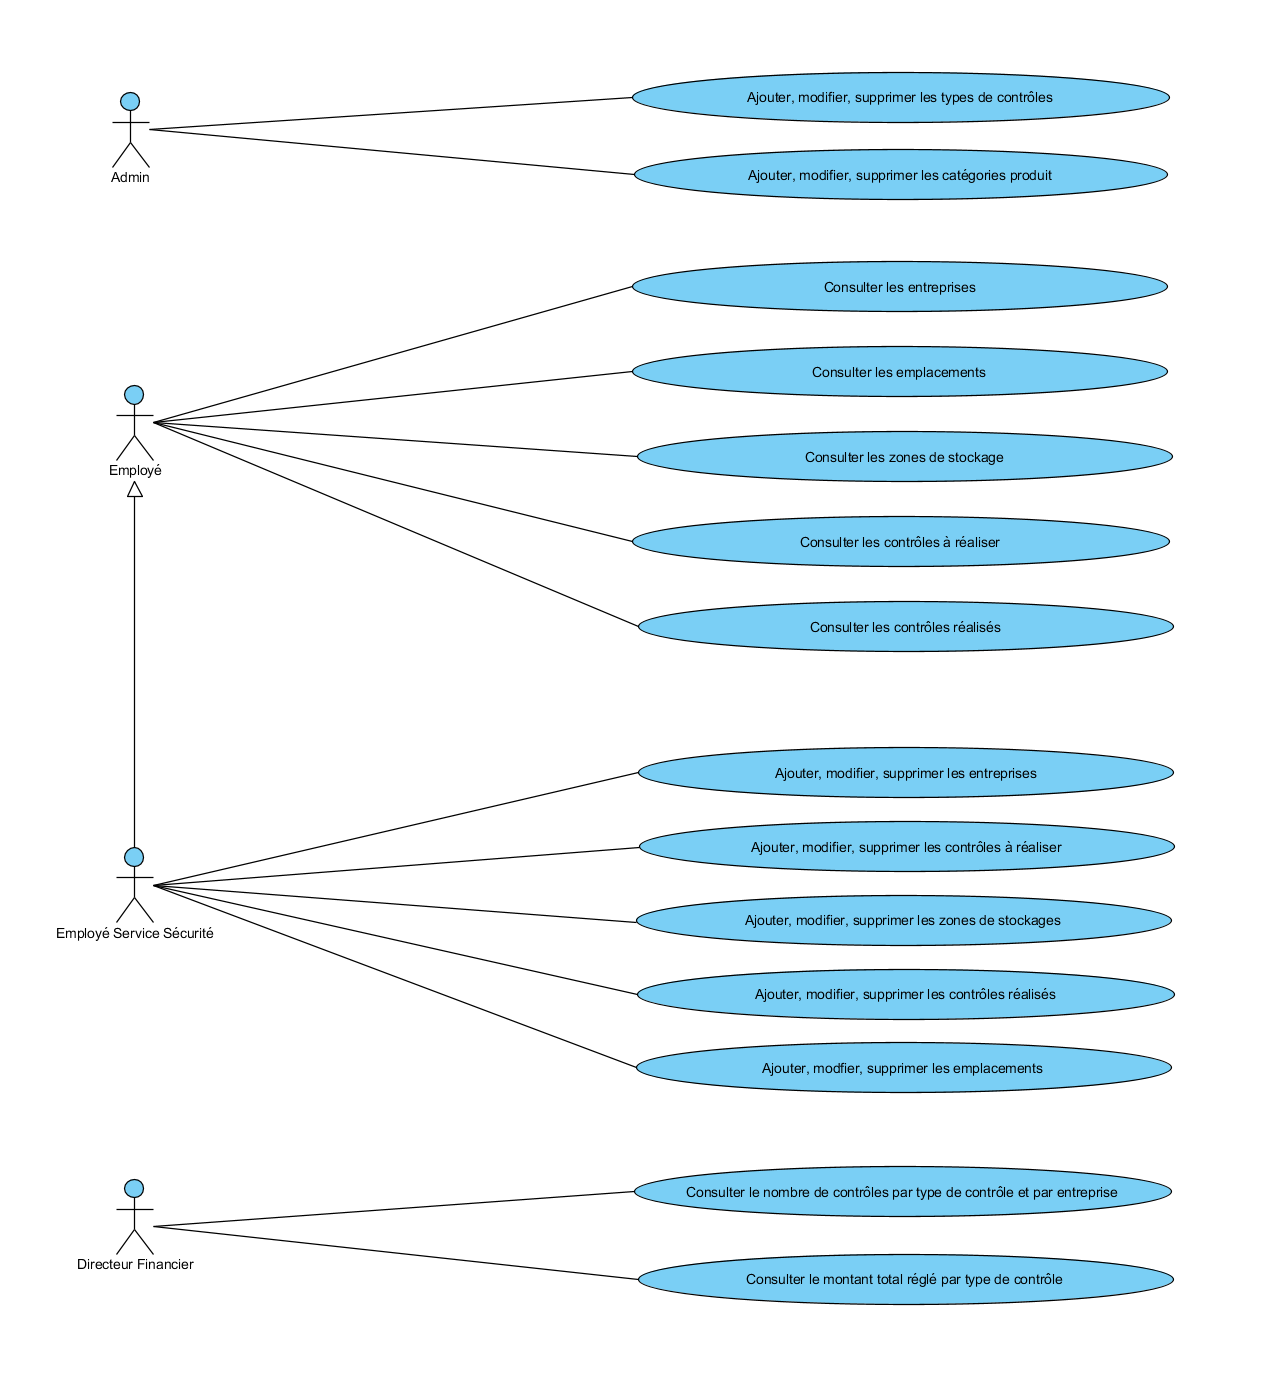 Ajouter, modifier, supprimer les types de contrôles
Admin
Ajouter, modifier, supprimer les catégories produit
Consulter les entreprises
Consulter les emplacements
Employé
Consulter les zones de stockage
Consulter les contrôles à réaliser
Consulter les contrôles réalisés
Ajouter, modifier, supprimer les entreprises
Ajouter, modifier, supprimer les contrôles à réaliser
Employé Service Sécurité
Ajouter, modifier, supprimer les zones de stockages
Ajouter, modifier, supprimer les contrôles réalisés
Ajouter, modfier, supprimer les emplacements
Consulter le nombre de contrôles par type de contrôle et par entreprise
Directeur Financier
Consulter le montant total réglé par type de contrôle